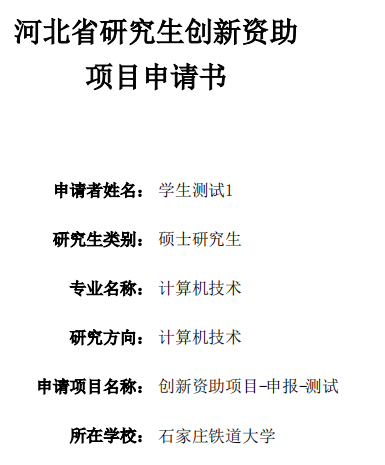 河北省研究生创新资助
项目申请书
申请者姓名： 学生测试1
研究生类别： 硕士研究生
专业名称： 计算机技术
研究方向： 计算机技术
申请项目名称： 创新资助项目-申报-测试
所在学校： 石家庄铁道大学